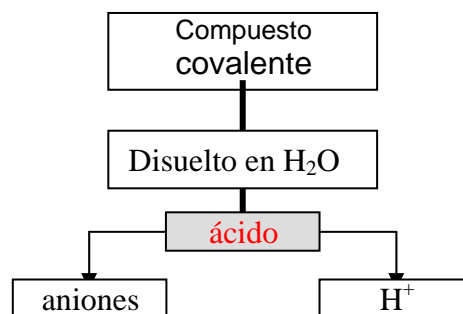 Compuesto
covalente
Disuelto en H₂O
ácido
aniones
H⁺